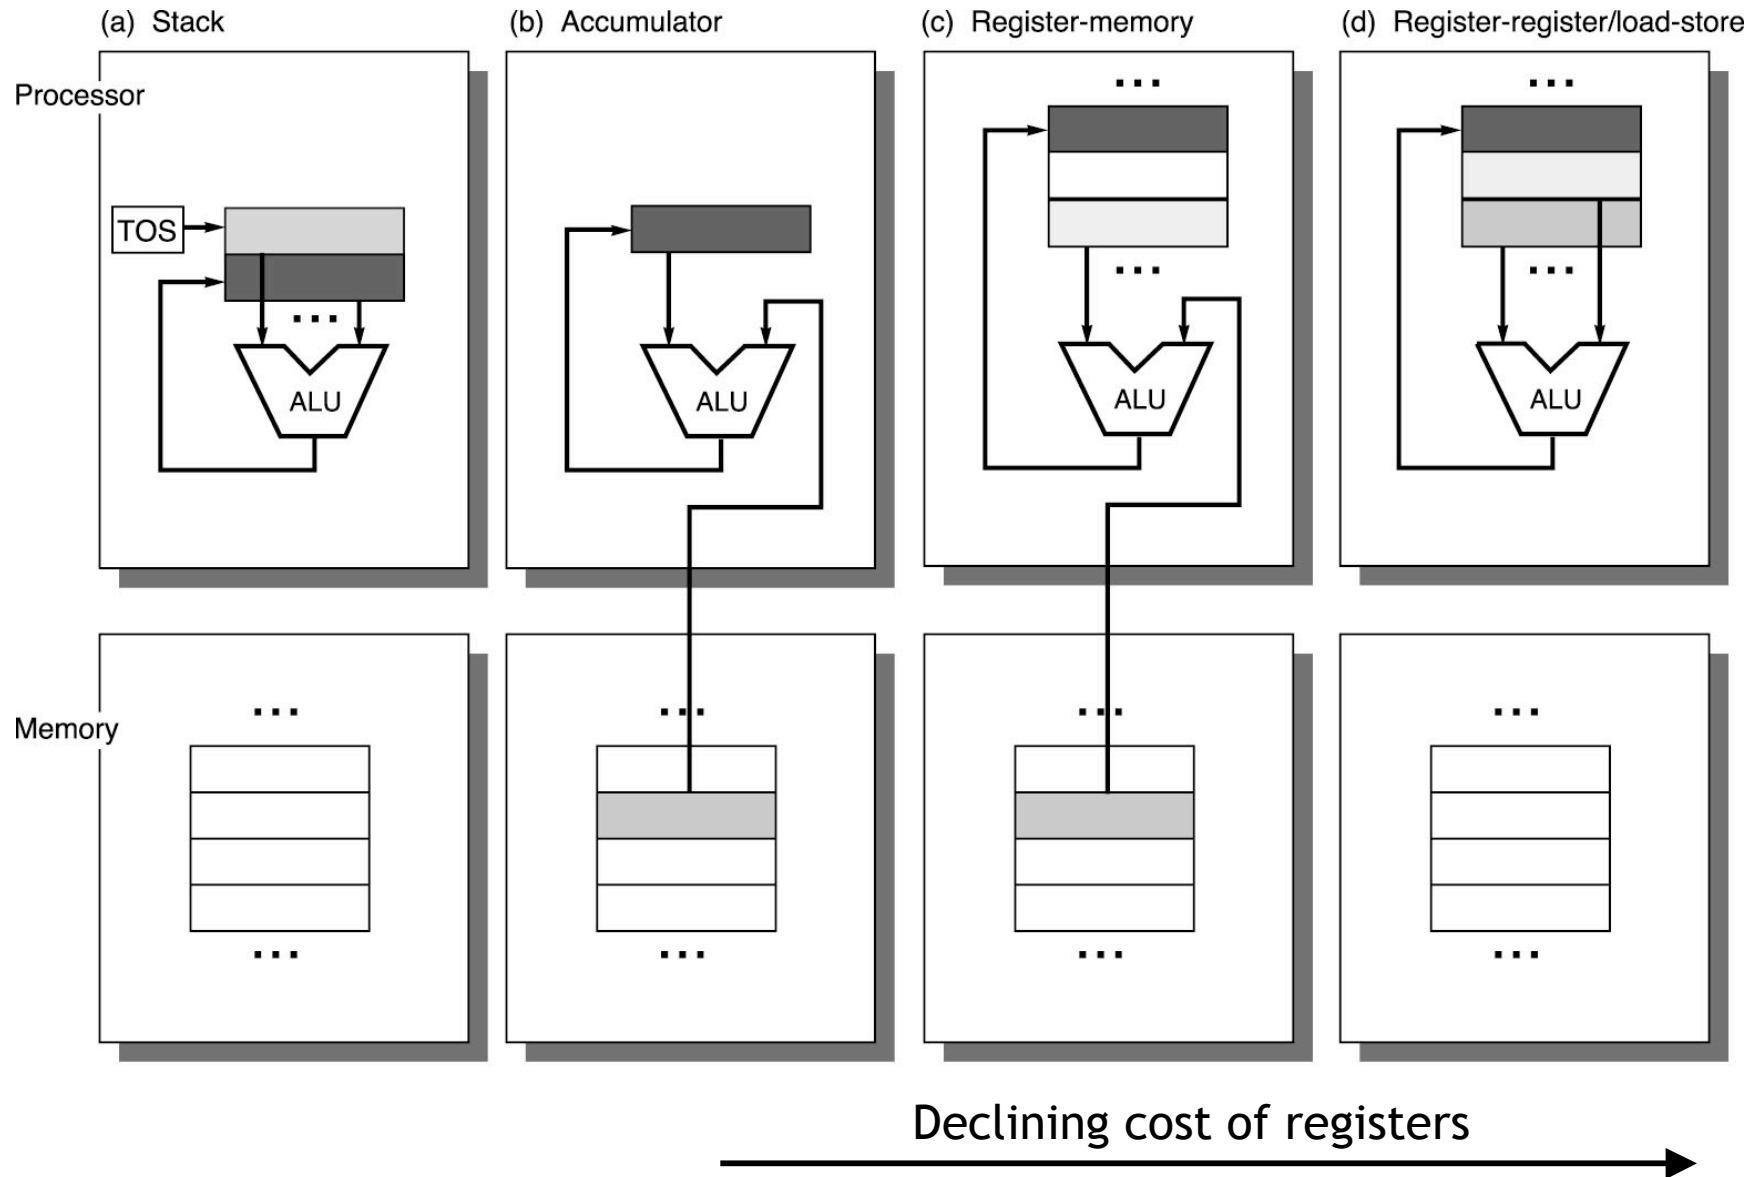 (a) Stack
(b) Accumulator
(c) Register-memory
(d) Register-register/load-store
Processor
...
...
TOS
...
...
...
ALU
ALU
ALU
ALU
Memory
...
...
...
...
...
...
...
...
Declining cost of registers